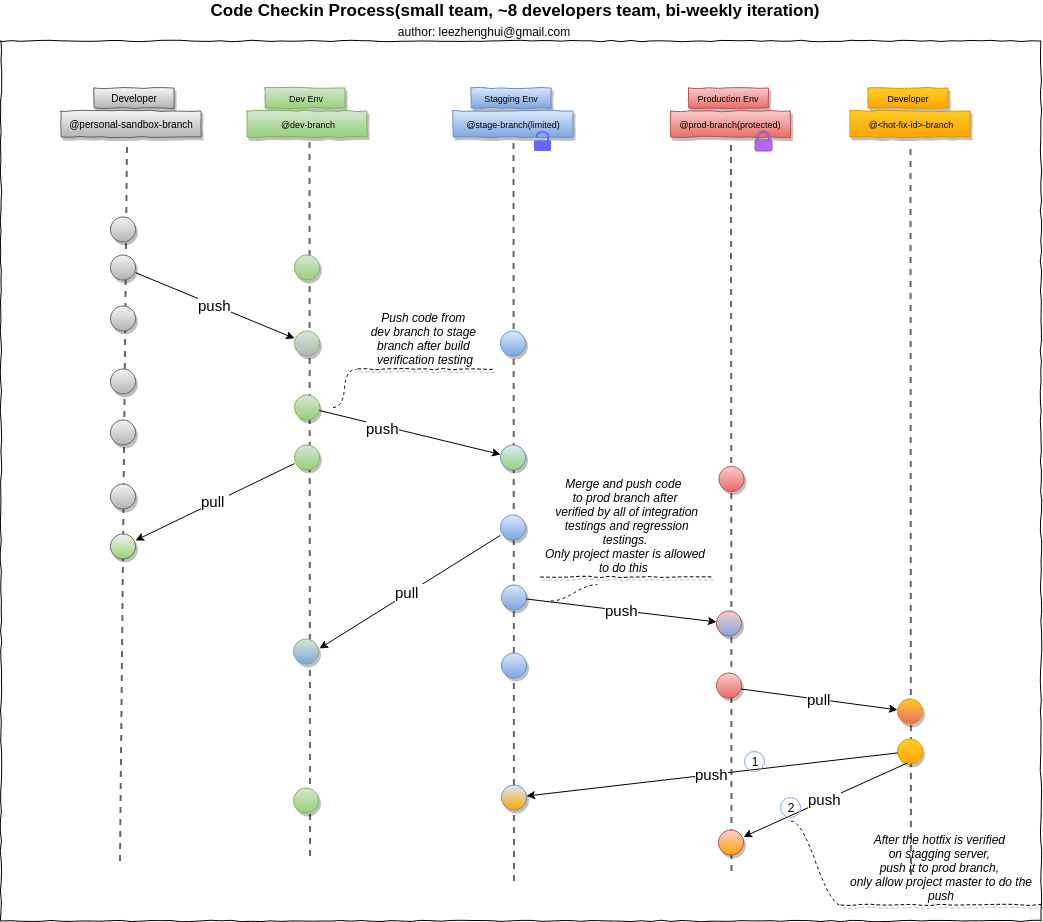 Code Checkin Process(small team, ~8 developers team, bi-weekly iteration)
author: leezhenghui@gmail.com
Developer
@personal-sandbox-branch
Dev Env
@dev-branch
Stagging Env
@stage-branch(limited)
Production Env
@prod-branch(protected)
Developer
@<hot-fix-id>-branch
push
Push code from
dev branch to stage
branch after build
verification testing
push
pull
Merge and push code
to prod branch after
verified by all of integration
testings and regression
testings.
Only project master is allowed
to do this
pull
push
pull
1
push
2
push
After the hotfix is verified
on stagging server,
push it to prod branch,
only allow project master to do the
push